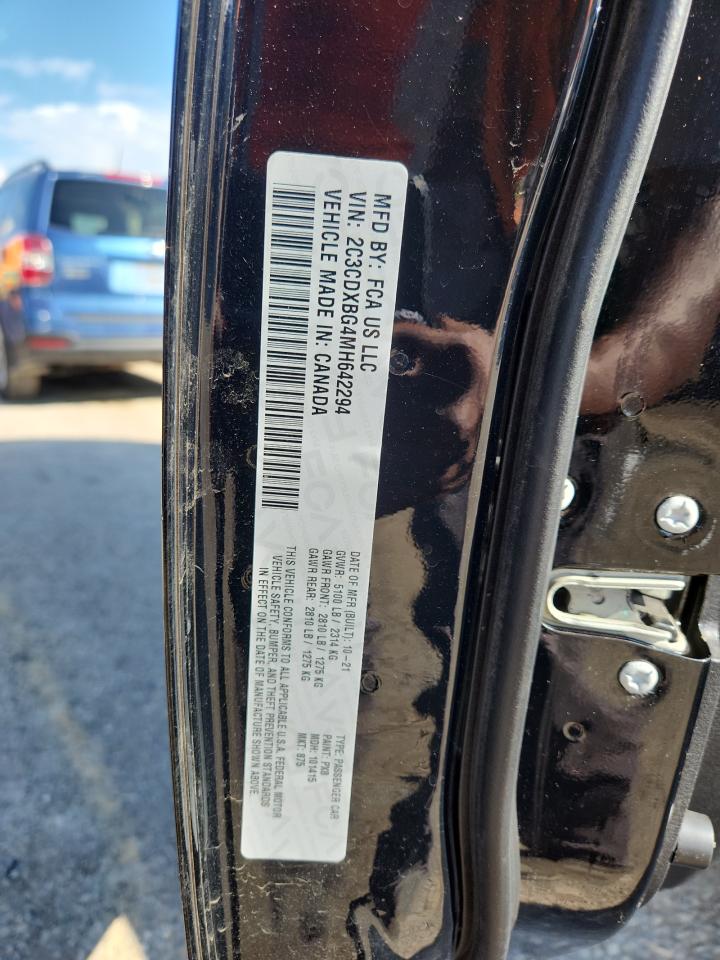 MFD BY: FCA US LLC
VIN: 2C3CDXBG4MH642294
VEHICLE MADE IN: CANADA
DATE OF MFR (BUILT): 10-21
GVWR: 5100 LB / 2314 KG
GAWR FRONT: 2810 LB / 1275 KG
GAWR REAR: 2810 LB / 1275 KG
TYPE: PASSENGER CAR
PAINT: PX8
MDH: 101415
MKT: 875
THIS VEHICLE CONFORMS TO ALL APPLICABLE U.S.A. FEDERAL MOTOR
VEHICLE SAFETY, BUMPER, AND THEFT PREVENTION STANDARDS
IN EFFECT ON THE DATE OF MANUFACTURE SHOWN ABOVE.